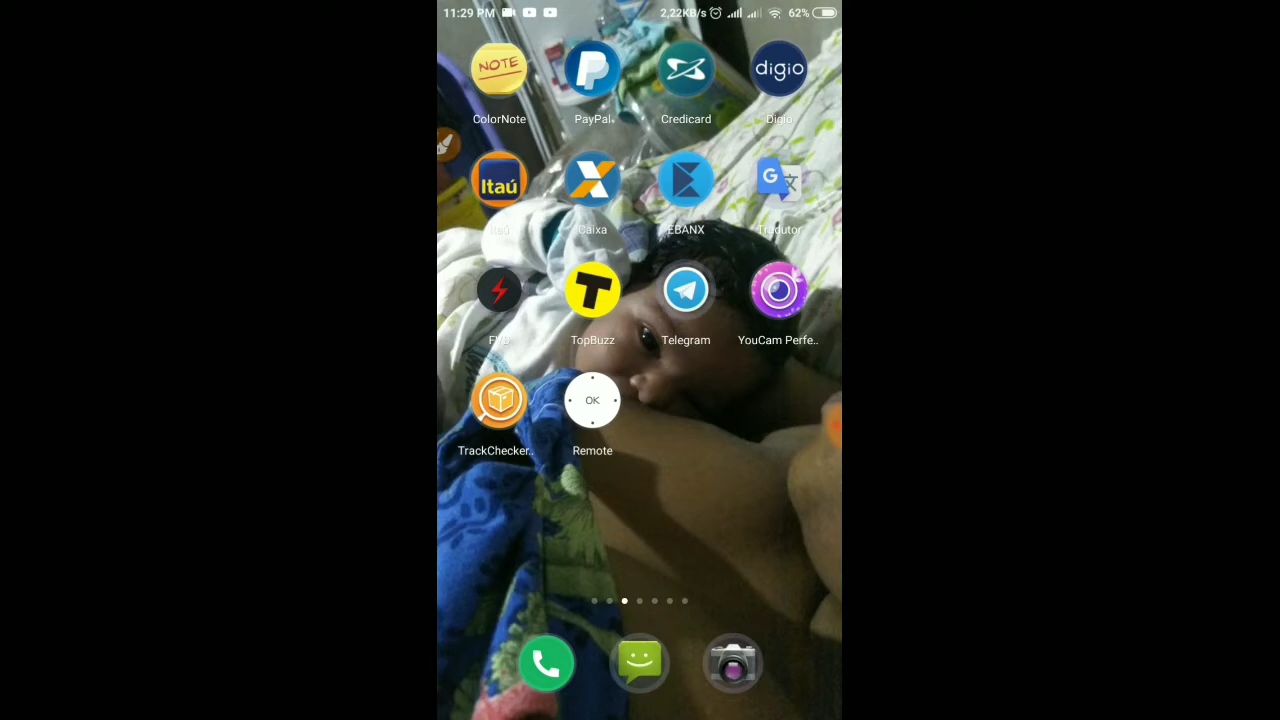 11:29 PM 2,22KB/s 62%
NOTE digio
ColorNote PayPal Credicard Digio
Itaú
Itaú Caixa EBANX Tradutor
FVD TopBuzz Telegram YouCam Perfe..
OK
TrackChecker.. Remote